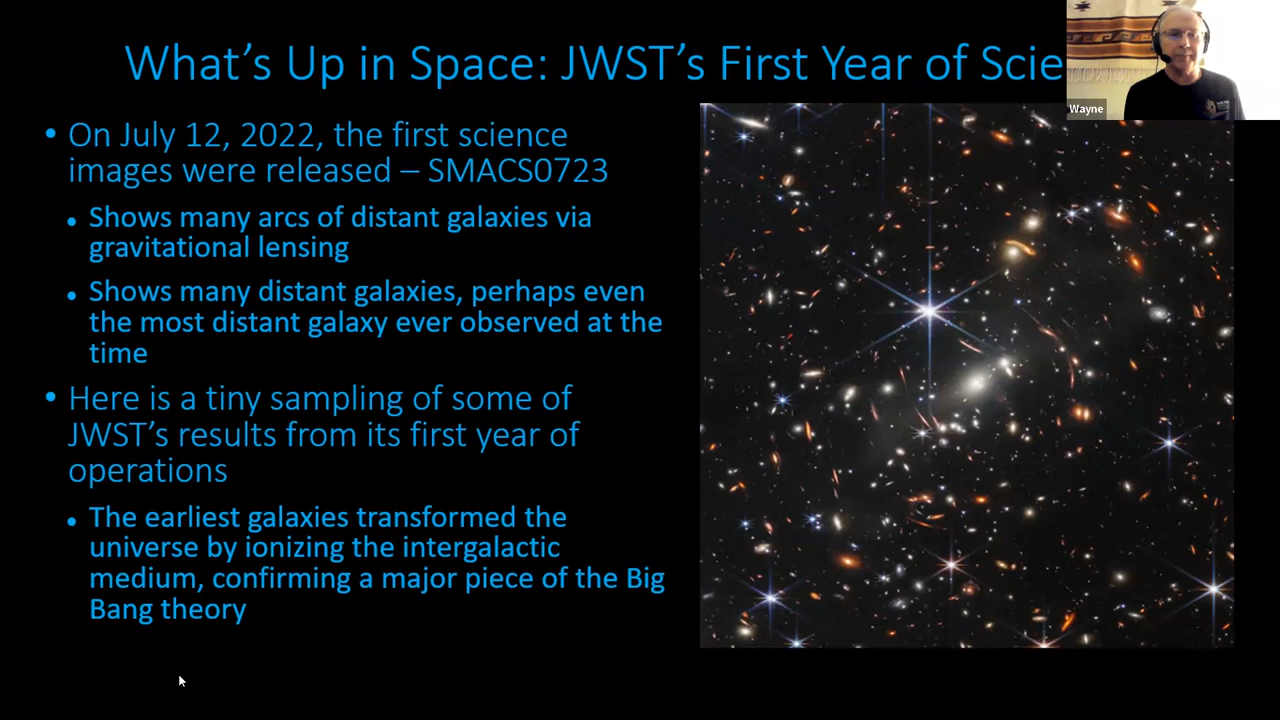 What's Up in Space: JWST's First Year of Scie
Wayne
• On July 12, 2022, the first science
images were released – SMACS0723
• Shows many arcs of distant galaxies via
gravitational lensing
• Shows many distant galaxies, perhaps even
the most distant galaxy ever observed at the
time
• Here is a tiny sampling of some of
JWST's results from its first year of
operations
• The earliest galaxies transformed the
universe by ionizing the intergalactic
medium, confirming a major piece of the Big
Bang theory